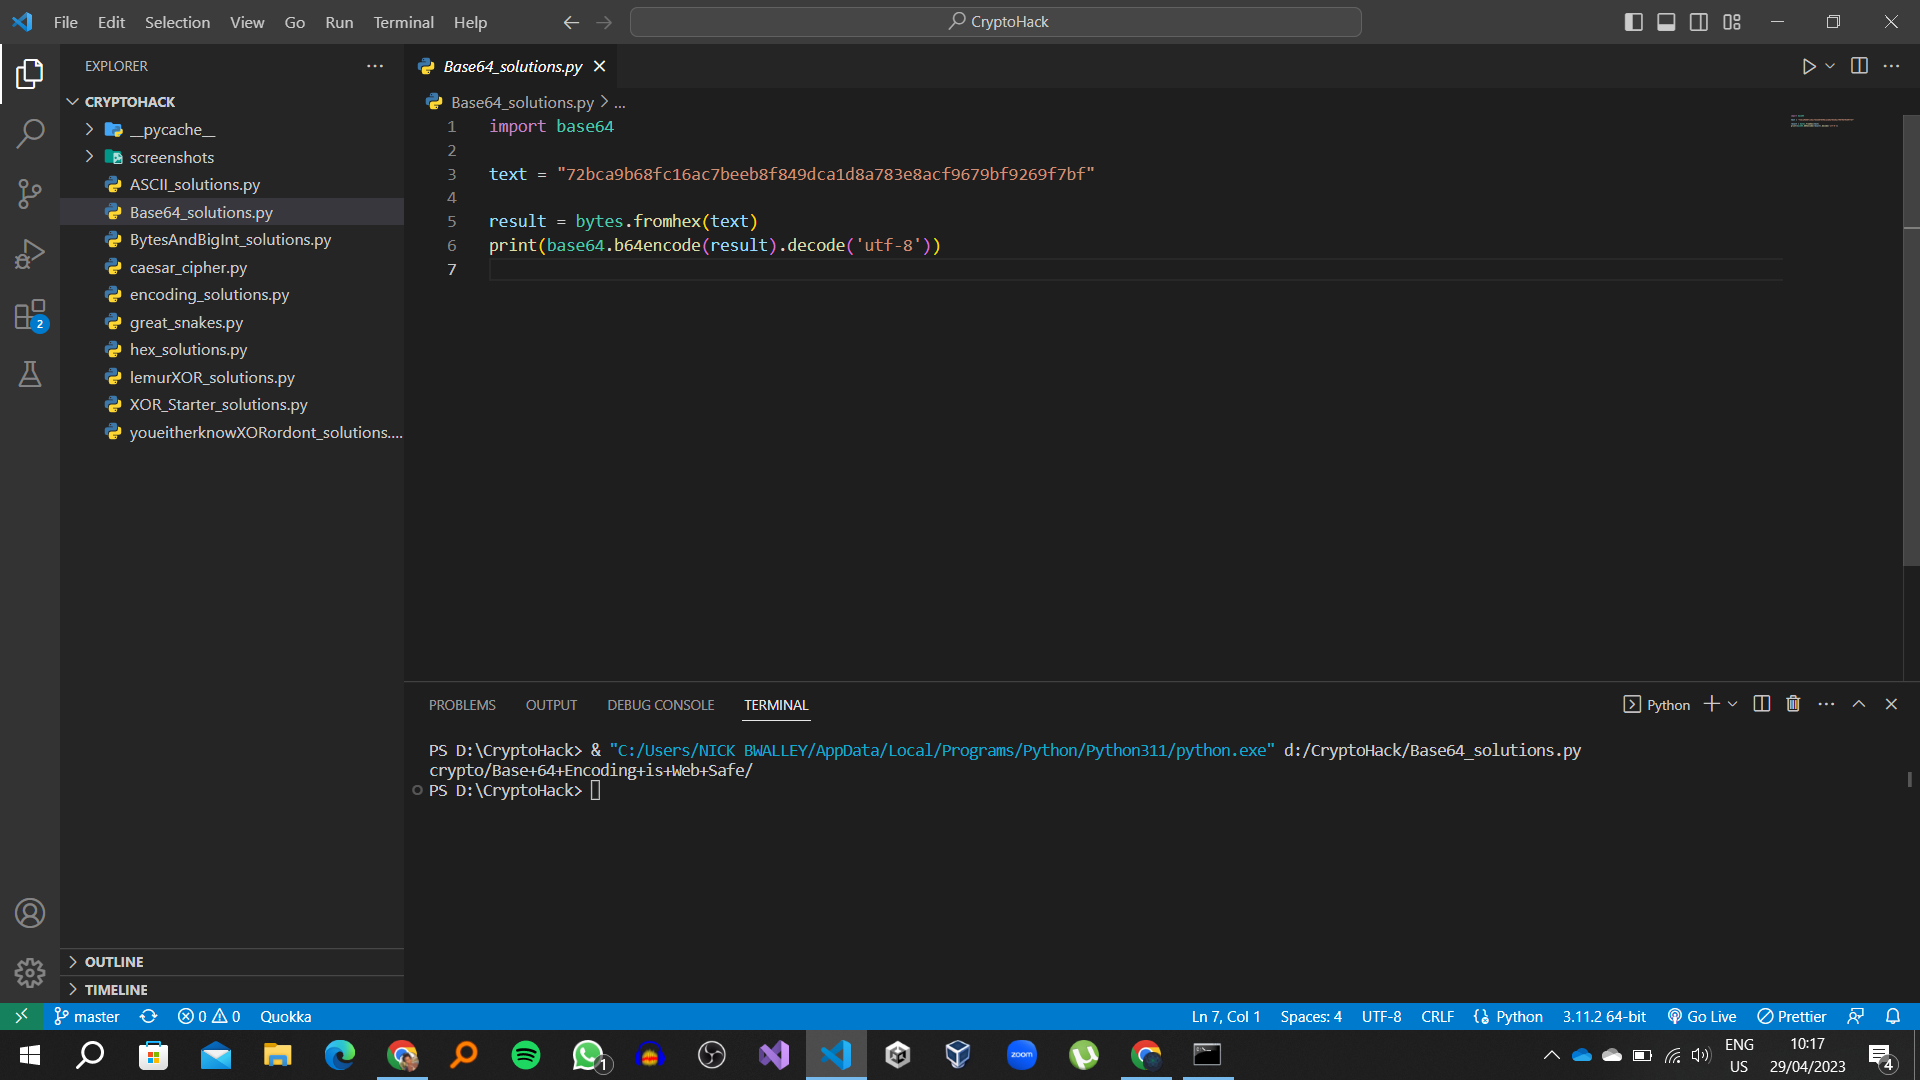 File Edit Selection View Go Run Terminal Help
CryptoHack
EXPLORER
CRYPTOHACK
__pycache__
screenshots
ASCII_solutions.py
Base64_solutions.py
BytesAndBigInt_solutions.py
caesar_cipher.py
encoding_solutions.py
great_snakes.py
hex_solutions.py
lemurXOR_solutions.py
XOR_Starter_solutions.py
youeitherknowXORordont_solutions....
2
OUTLINE
TIMELINE
Base64_solutions.py
Base64_solutions.py > ...
1 import base64
2
3 text = "72bca9b68fc16ac7beeb8f849dca1d8a783e8acf9679bf9269f7bf"
4
5 result = bytes.fromhex(text)
6 print(base64.b64encode(result).decode('utf-8'))
7
PROBLEMS OUTPUT DEBUG CONSOLE TERMINAL
Python
PS D:\CryptoHack> & "C:/Users/NICK BWALLEY/AppData/Local/Programs/Python/Python311/python.exe" d:/CryptoHack/Base64_solutions.py
crypto/Base+64+Encoding+is+Web+Safe/
PS D:\CryptoHack>
master 0 0 Quokka
Ln 7, Col 1 Spaces: 4 UTF-8 CRLF Python 3.11.2 64-bit Go Live Prettier
1
zoom
ENG
US
10:17
29/04/2023
4